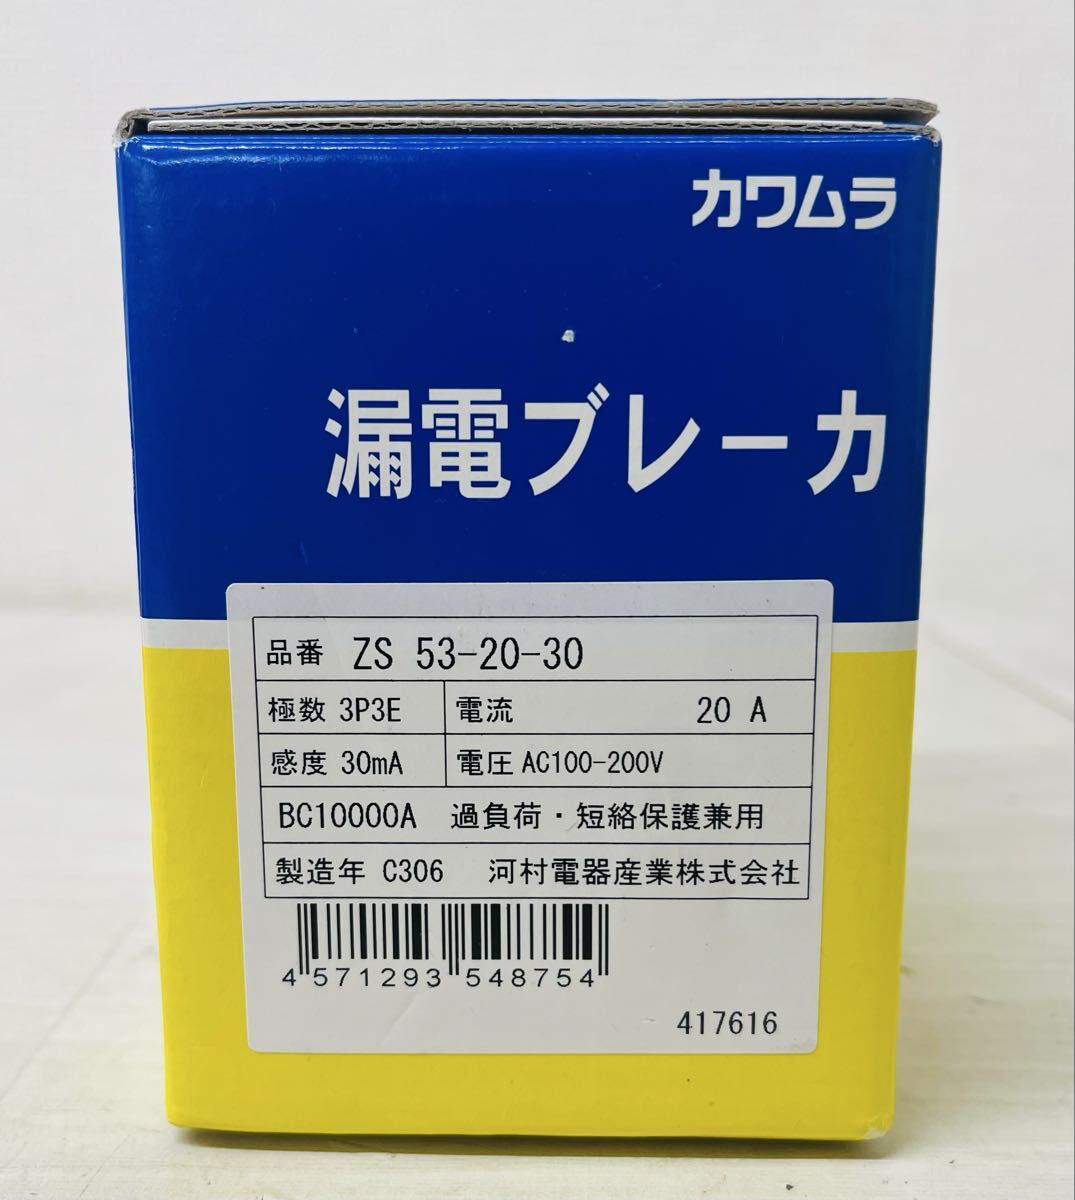 カワムラ
漏電ブレーカ
品番 ZS 53-20-30
極数 3P3E 電流 20 A
感度 30mA 電圧 AC100-200V
BC10000A 過負荷・短絡保護兼用
製造年 C306 河村電器産業株式会社
4 571293 548754
417616